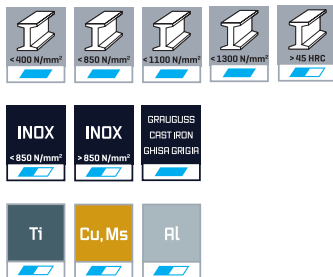 <400 N/mm² <850 N/mm² <1100 N/mm² <1300 N/mm² >45 HRC
INOX INOX GRAUGUSS
CAST IRON
GHISA GRIGIA
<850 N/mm² >850 N/mm²
Ti Cu,Ms Al